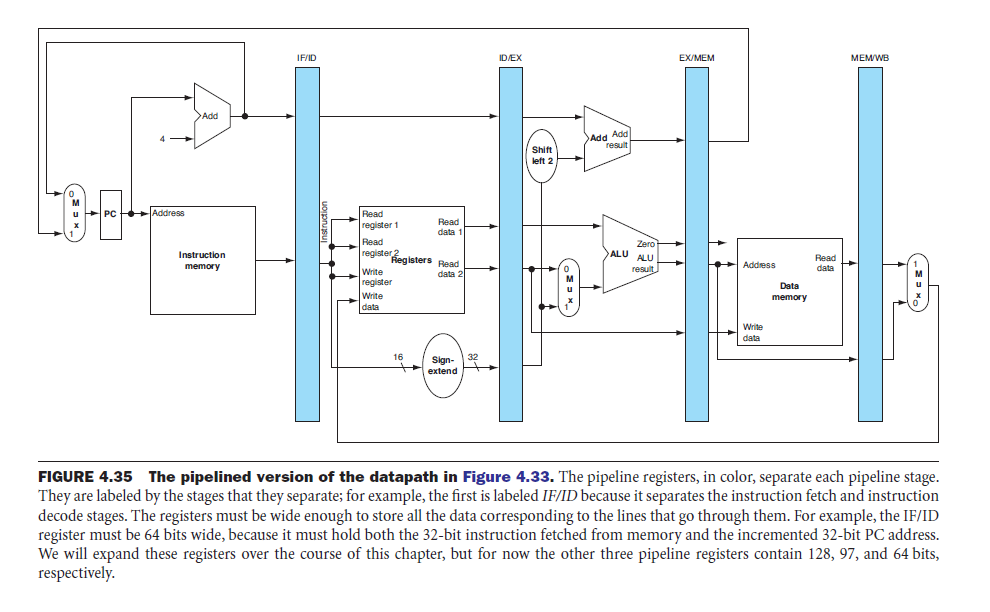 IF/ID
ID/EX
EX/MEM
MEM/WB
Add
4
Add
Add
result
Shift
left 2
0
M
u
x
1
PC
Address
Instruction
memory
Instruction
Read
register 1
Read
register 2
Registers
Write
register
Write
data
Read
data 1
Read
data 2
16
Sign-
extend
32
0
M
u
x
1
Zero
ALU
ALU
result
Address
Read
data
Data
memory
Write
data
1
M
u
x
0
FIGURE 4.35 The pipelined version of the datapath in Figure 4.33. The pipeline registers, in color, separate each pipeline stage.
They are labeled by the stages that they separate; for example, the first is labeled IF/ID because it separates the instruction fetch and instruction
decode stages. The registers must be wide enough to store all the data corresponding to the lines that go through them. For example, the IF/ID
register must be 64 bits wide, because it must hold both the 32-bit instruction fetched from memory and the incremented 32-bit PC address.
We will expand these registers over the course of this chapter, but for now the other three pipeline registers contain 128, 97, and 64 bits,
respectively.